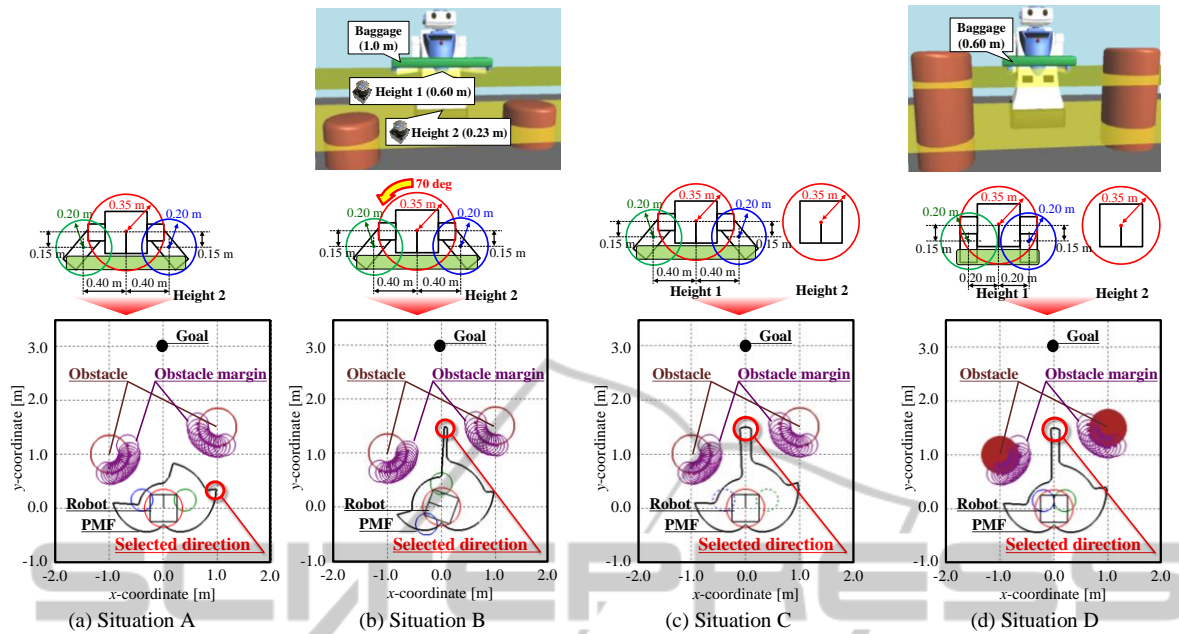 Baggage
(1.0 m)
Height 1 (0.60 m)
Height 2 (0.23 m)
Baggage
(0.60 m)
0.35 m
0.20 m
0.20 m
0.15 m
0.15 m
0.40 m
0.40 m
Height 2
70 deg
0.35 m
0.20 m
0.20 m
0.15 m
0.15 m
0.40 m
0.40 m
Height 2
0.35 m
0.20 m
0.20 m
0.15 m
0.15 m
0.40 m
0.40 m
Height 1
0.35 m
Height 2
0.35 m
0.20 m
0.20 m
0.15 m
0.15 m
0.20 m
0.20 m
Height 1
0.35 m
Height 2
3.0
2.0
1.0
0.0
-1.0
y-coordinate [m]
Goal
Obstacle
Obstacle margin
Robot
PMF
Selected direction
-2.0 -1.0 0.0 1.0 2.0
x-coordinate [m]
(a) Situation A
3.0
2.0
1.0
0.0
-1.0
y-coordinate [m]
Goal
Obstacle
Obstacle margin
Robot
PMF
Selected direction
-2.0 -1.0 0.0 1.0 2.0
x-coordinate [m]
(b) Situation B
3.0
2.0
1.0
0.0
-1.0
y-coordinate [m]
Goal
Obstacle
Obstacle margin
Robot
PMF
Selected direction
-2.0 -1.0 0.0 1.0 2.0
x-coordinate [m]
(c) Situation C
3.0
2.0
1.0
0.0
-1.0
y-coordinate [m]
Goal
Obstacle
Obstacle margin
Robot
PMF
Selected direction
-2.0 -1.0 0.0 1.0 2.0
x-coordinate [m]
(d) Situation D
SCITEPRESS